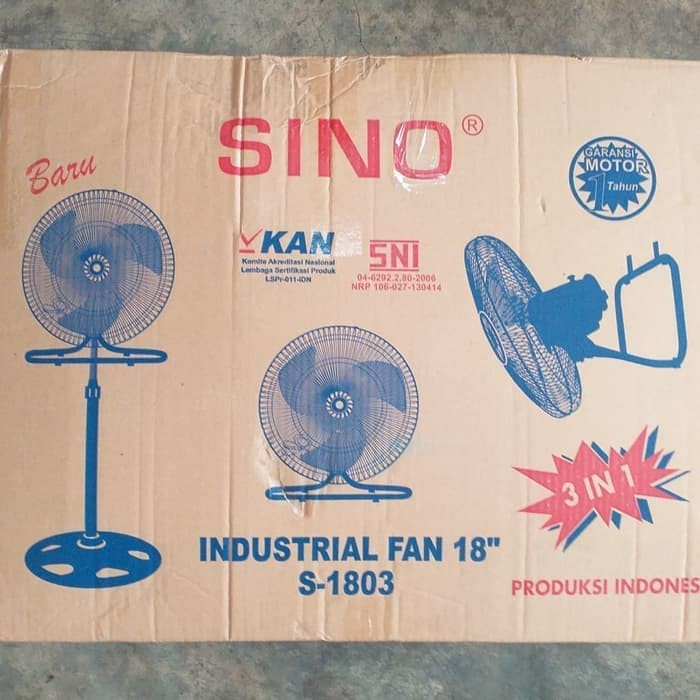 SINO®
Baru
GARANSI
MOTOR
1 Tahun
KAN
Komite Akreditasi Nasional
Lembaga Sertifikasi Produk
LSPr-011-IDN
SNI
04-6292.2.80-2006
NRP 106-027-130414
3 IN 1
INDUSTRIAL FAN 18"
S-1803
PRODUKSI INDONES